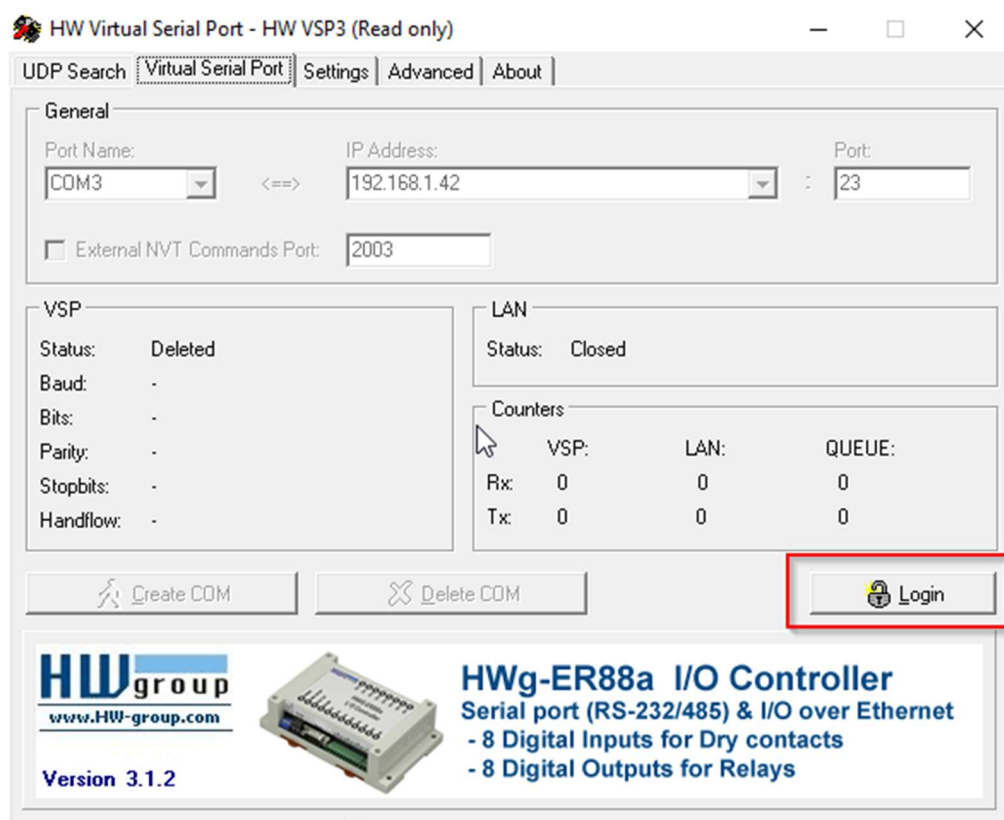 HW Virtual Serial Port - HW VSP3 (Read only)
UDP Search Virtual Serial Port Settings Advanced About
General
Port Name: IP Address: Port:
COM3 <==> 192.168.1.42 : 23
External NVT Commands Port: 2003
VSP
Status: Deleted
Baud: -
Bits: -
Parity: -
Stopbits: -
Handflow: -
LAN
Status: Closed
Counters
VSP: LAN: QUEUE:
Rx: 0 0 0
Tx: 0 0 0
Create COM Delete COM Login
HWgroup
www.HW-group.com
Version 3.1.2
HWg-ER88a I/O Controller
Serial port (RS-232/485) & I/O over Ethernet
- 8 Digital Inputs for Dry contacts
- 8 Digital Outputs for Relays